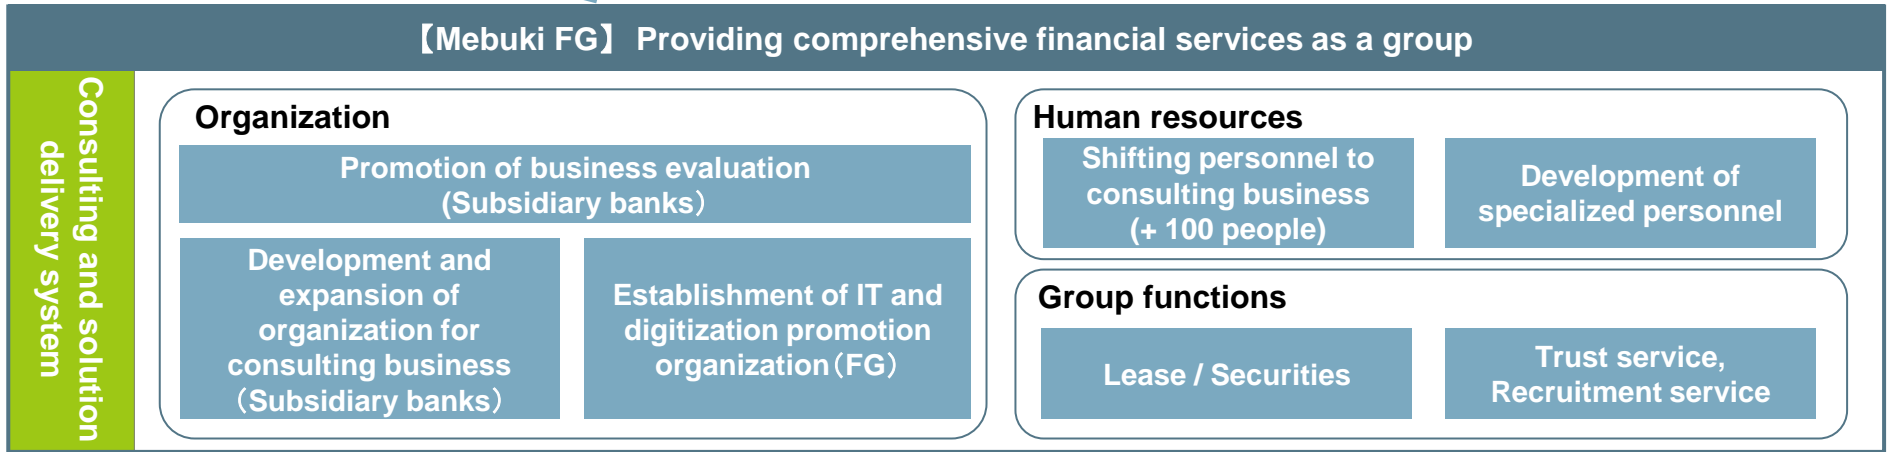 【Mebuki FG】 Providing comprehensive financial services as a group
Consulting and solution
delivery system
Organization
Promotion of business evaluation
(Subsidiary banks）
Development and
expansion of
organization for
consulting business
（Subsidiary banks）
Establishment of IT and
digitization promotion
organization（FG）
Human resources
Shifting personnel to
consulting business
(+ 100 people)
Development of
specialized personnel
Group functions
Lease / Securities
Trust service,
Recruitment service